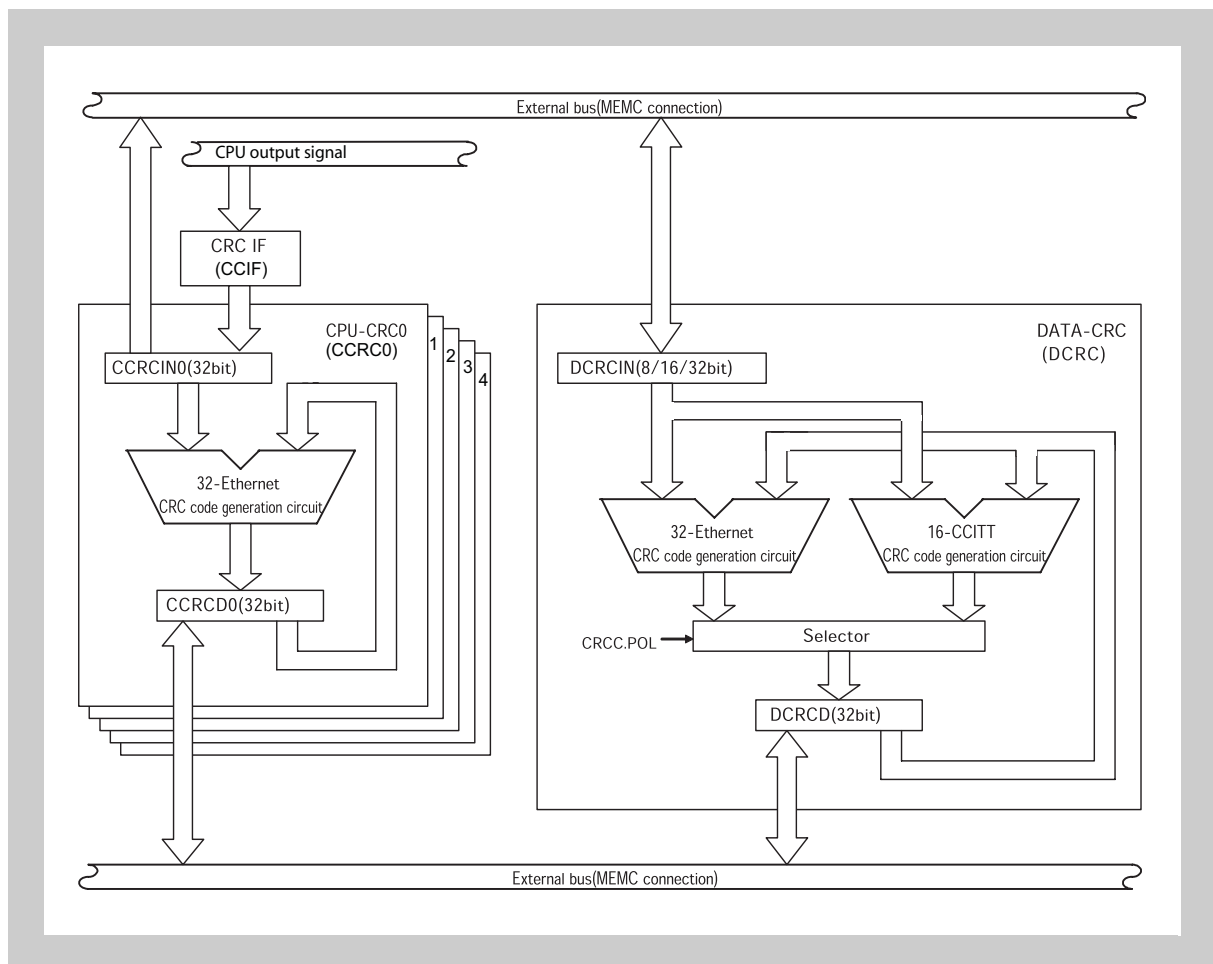 External bus(MEMC connection)
CPU output signal
CRC IF
(CCIF)
CPU-CRC0
(CCRC0)
1
2
3
4
CCRCIN0(32bit)
32-Ethernet
CRC code generation circuit
CCRCD0(32bit)
DATA-CRC
(DCRC)
DCRCIN(8/16/32bit)
32-Ethernet
CRC code generation circuit
16-CCITT
CRC code generation circuit
CRCC.POL
Selector
DCRCD(32bit)
External bus(MEMC connection)